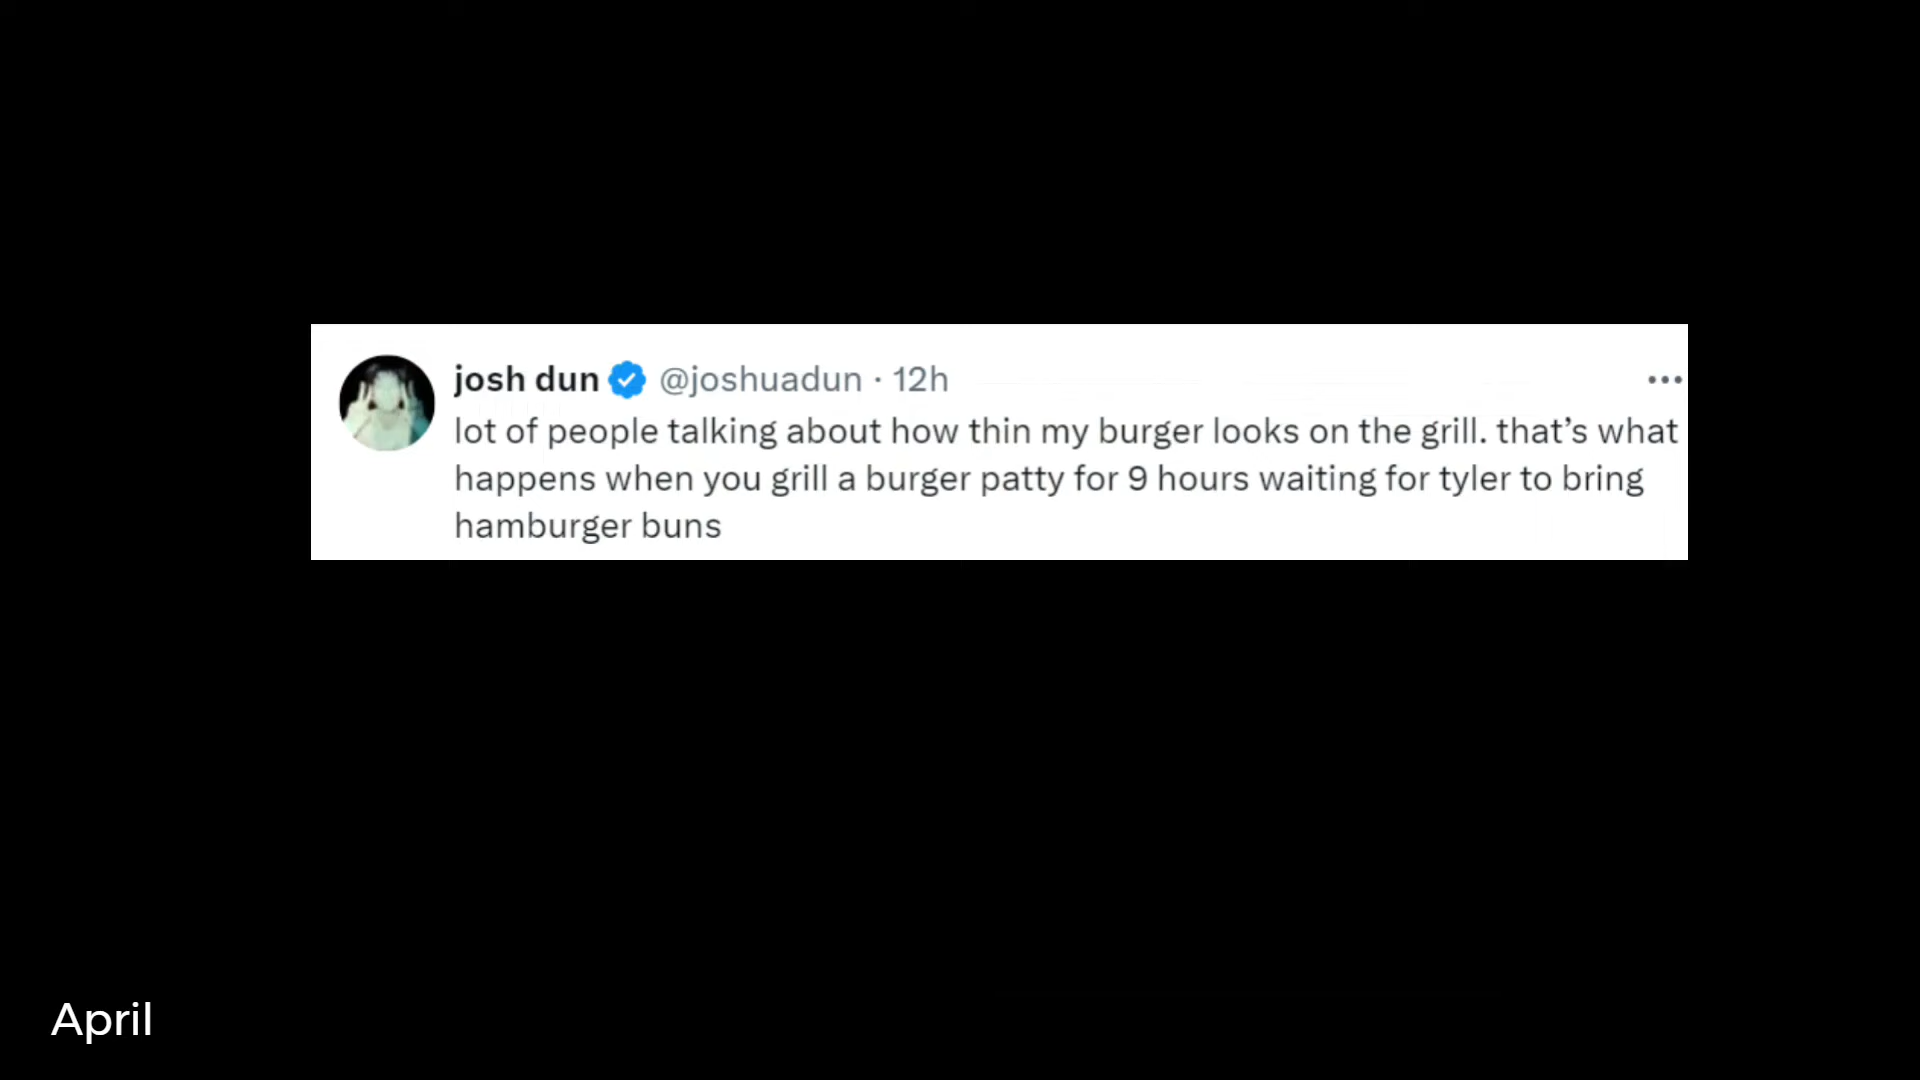 josh dun @joshuadun · 12h
lot of people talking about how thin my burger looks on the grill. that’s what
happens when you grill a burger patty for 9 hours waiting for tyler to bring
hamburger buns
April